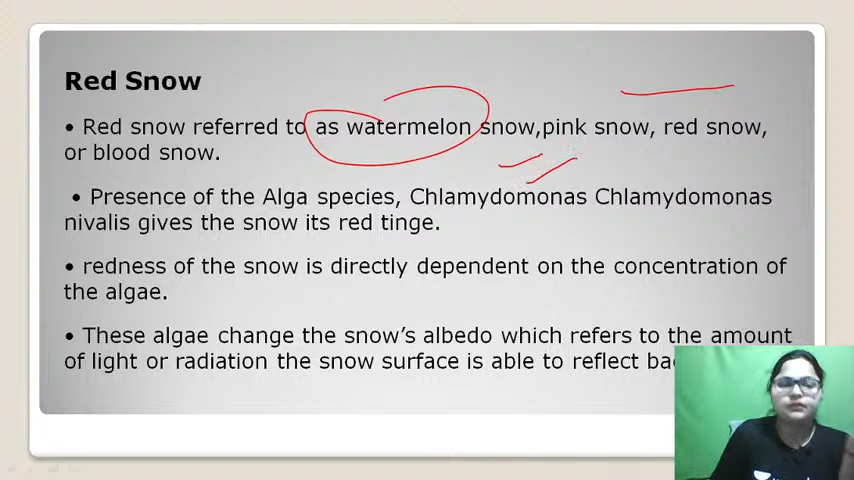 Red Snow
• Red snow referred to as watermelon snow,pink snow, red snow,
or blood snow.
• Presence of the Alga species, Chlamydomonas Chlamydomonas
nivalis gives the snow its red tinge.
• redness of the snow is directly dependent on the concentration of
the algae.
• These algae change the snow's albedo which refers to the amount
of light or radiation the snow surface is able to reflect